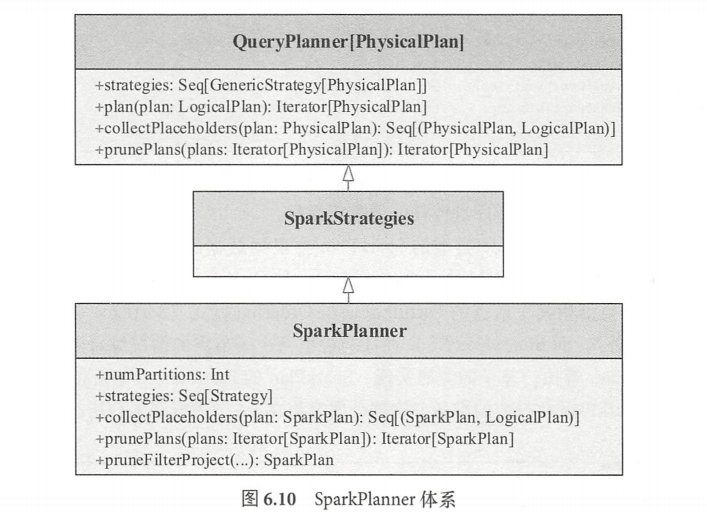 QueryPlanner[PhysicalPlan]
+strategies: Seq[GenericStrategy[PhysicalPlan]]
+plan(plan: LogicalPlan): Iterator[PhysicalPlan]
+collectPlaceholders(plan: PhysicalPlan): Seq[(PhysicalPlan, LogicalPlan)]
+prunePlans(plans: Iterator[PhysicalPlan]): Iterator[PhysicalPlan]
SparkStrategies
SparkPlanner
+numPartitions: Int
+strategies: Seq[Strategy]
+collectPlaceholders(plan: SparkPlan): Seq[(SparkPlan, LogicalPlan)]
+prunePlans(plans: Iterator[SparkPlan]): Iterator[SparkPlan]
+pruneFilterProject(...): SparkPlan
图 6.10 SparkPlanner 体系